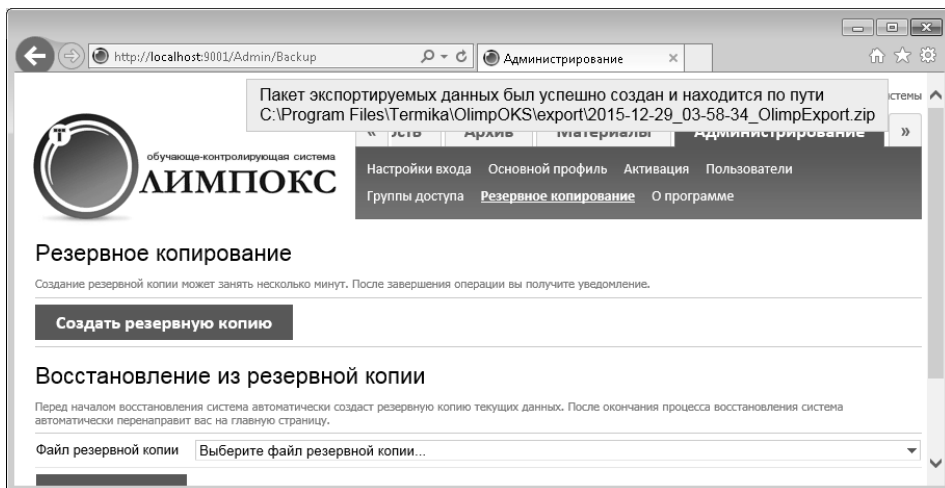 http://localhost:9001/Admin/Backup
Администрирование
Пакет экспортируемых данных был успешно создан и находится по пути
C:\Program Files\Termika\OlimpOKS\export\2015-12-29_03-58-34_OlimpExport.zip
обучающе-контролирующая система
ЛИМПОКС
« Архив Материалы Администрирование »
Настройки входа Основной профиль Активация Пользователи
Группы доступа Резервное копирование О программе
Резервное копирование
Создание резервной копии может занять несколько минут. После завершения операции вы получите уведомление.
Создать резервную копию
Восстановление из резервной копии
Перед началом восстановления система автоматически создаст резервную копию текущих данных. После окончания процесса восстановления система
автоматически перенаправит вас на главную страницу.
Файл резервной копии Выберите файл резервной копии...